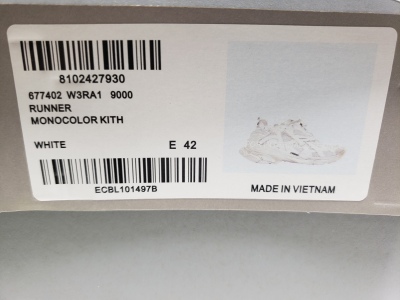 8102427930
677402 W3RA1 9000
RUNNER
MONOCOLOR KITH
WHITE E 42
ECBL101497B
MADE IN VIETNAM